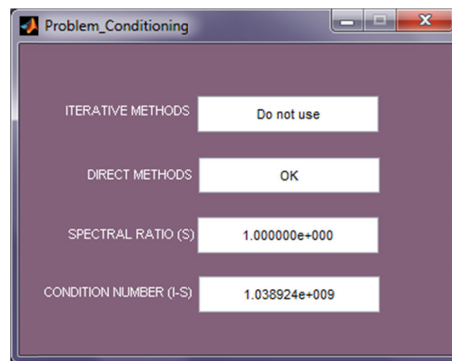 Problem_Conditioning
ITERATIVE METHODS Do not use
DIRECT METHODS OK
SPECTRAL RATIO (S) 1.000000e+000
CONDITION NUMBER (I-S) 1.038924e+009